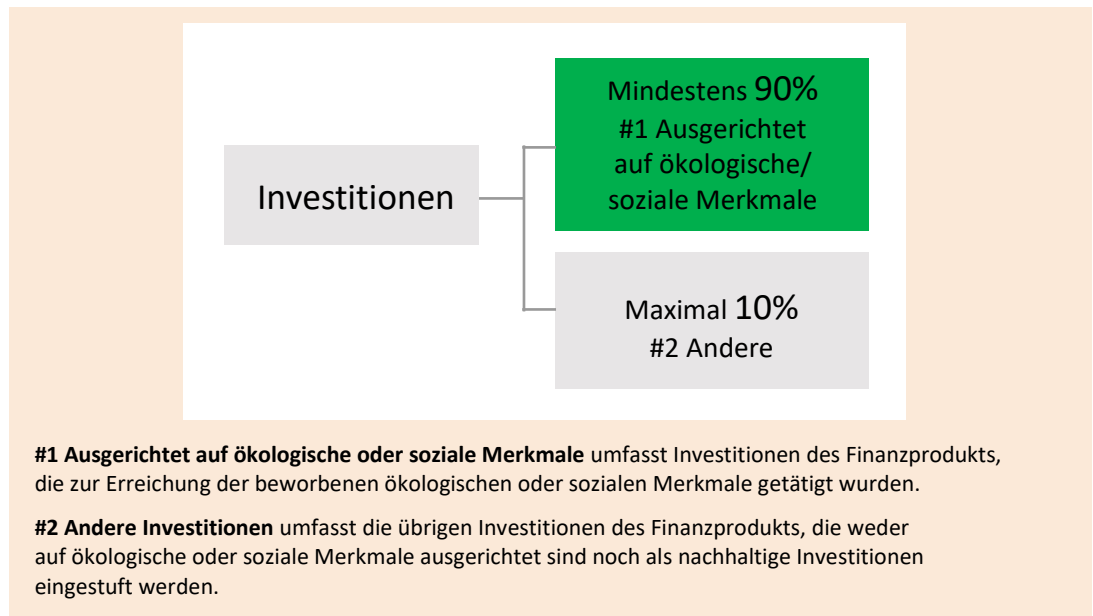 Mindestens 90%
#1 Ausgerichtet
auf ökologische/
soziale Merkmale
Investitionen
Maximal 10%
#2 Andere
#1 Ausgerichtet auf ökologische oder soziale Merkmale umfasst Investitionen des Finanzprodukts,
die zur Erreichung der beworbenen ökologischen oder sozialen Merkmale getätigt wurden.
#2 Andere Investitionen umfasst die übrigen Investitionen des Finanzprodukts, die weder
auf ökologische oder soziale Merkmale ausgerichtet sind noch als nachhaltige Investitionen
eingestuft werden.